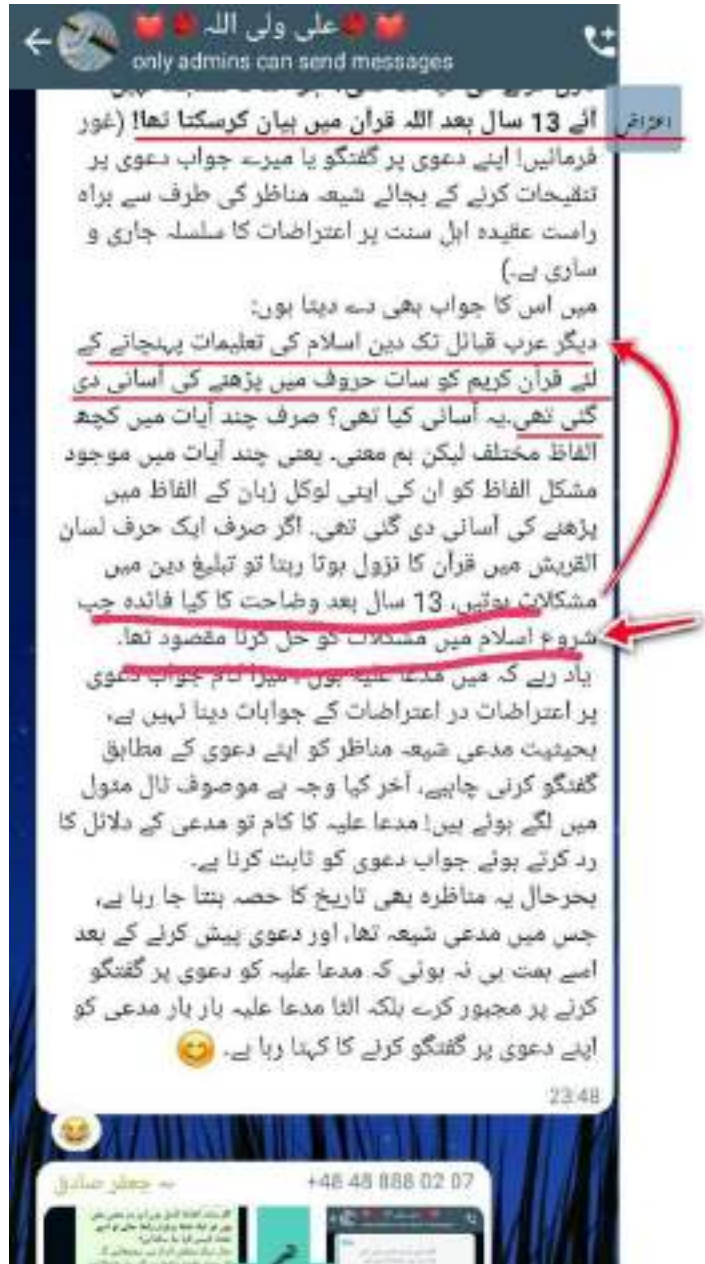 علی ولی اللہ
only admins can send messages
آئے 13 سال بعد اللہ قرآن میں بیان کرسکتا تھا! (غور
اعتراض
فرمائیں! اپنے دعوی پر گفتگو یا میرے جواب دعوی پر
تنقیحات کرنے کے بجائے شیعہ مناظر کی طرف سے براہ
راست عقیدہ اہل سنت پر اعتراضات کا سلسلہ جاری و
ساری ہے۔)
میں اس کا جواب بھی دے دیتا ہوں:
دیگر عرب قبائل تک دین اسلام کی تعلیمات پہنچانے کے
لئے قرآن کریم کو سات حروف میں پڑھنے کی آسانی دی
گئی تھی۔یہ آسانی کیا تھی؟ صرف چند آیات میں کچھ
الفاظ مختلف لیکن ہم معنی۔ یعنی چند آیات میں موجود
مشکل الفاظ کو ان کی اپنی لوکل زبان کے الفاظ میں
پڑھنے کی آسانی دی گئی تھی۔ اگر صرف ایک حرف لسان
القریش میں قرآن کا نزول ہوتا رہتا تو تبلیغ دین میں
مشکلات ہوتیں، 13 سال بعد وضاحت کا کیا فائدہ جب
شروع اسلام میں مشکلات کو حل کرنا مقصود تھا۔
یاد رہے کہ میں مدعا علیہ ہوں، میرا کام جواب دعوی
پر اعتراضات در اعتراضات کے جوابات دینا نہیں ہے،
بحیثیت مدعی شیعہ مناظر کو اپنے دعوی کے مطابق
گفتگو کرنی چاہیے، آخر کیا وجہ ہے موصوف ٹال مٹول
میں لگے ہوئے ہیں! مدعا علیہ کا کام تو مدعی کے دلائل کا
رد کرتے ہوئے جواب دعوی کو ثابت کرنا ہے۔
بحرحال یہ مناظرہ بھی تاریخ کا حصہ بنتا جا رہا ہے،
جس میں مدعی شیعہ تھا، اور دعوی پیش کرنے کے بعد
اسے ہمت ہی نہ ہوئی کہ مدعا علیہ کو دعوی پر گفتگو
کرنے پر مجبور کرے بلکہ الٹا مدعا علیہ بار بار مدعی کو
اپنے دعوی پر گفتگو کرنے کا کہتا رہا ہے۔
23:48
+48 48 888 02 07
~ جعفر صادق